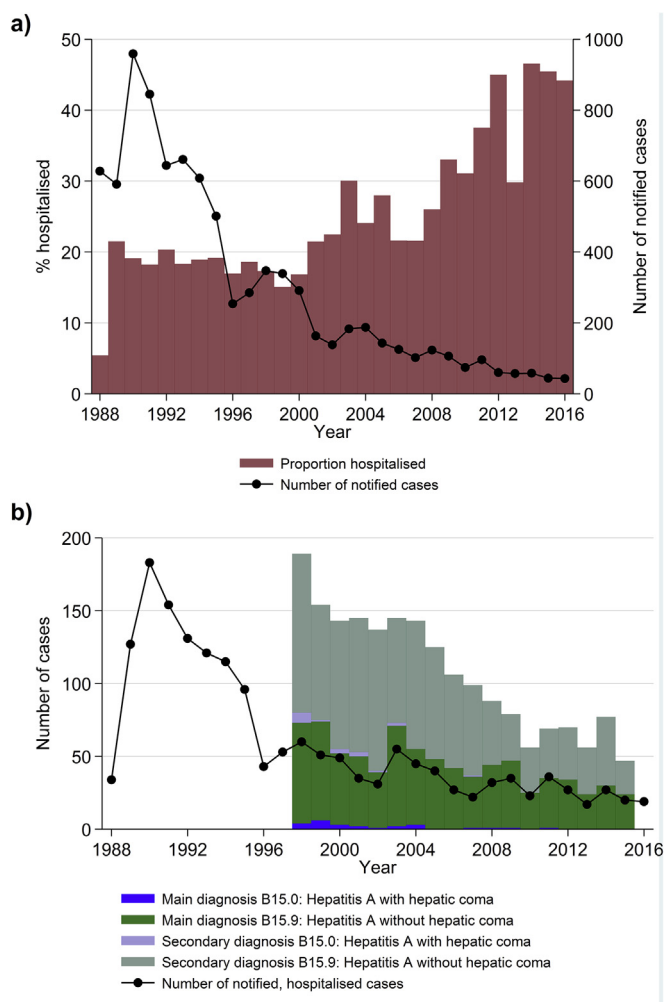 a)
50
40
30
20
10
0
% hospitalised
1000
800
600
400
200
0
Number of notified cases
1988 1992 1996 2000 2004 2008 2012 2016
Year
Proportion hospitalised
Number of notified cases
b)
200
150
100
50
0
Number of cases
1988 1992 1996 2000 2004 2008 2012 2016
Year
Main diagnosis B15.0: Hepatitis A with hepatic coma
Main diagnosis B15.9: Hepatitis A without hepatic coma
Secondary diagnosis B15.0: Hepatitis A with hepatic coma
Secondary diagnosis B15.9: Hepatitis A without hepatic coma
Number of notified, hospitalised cases